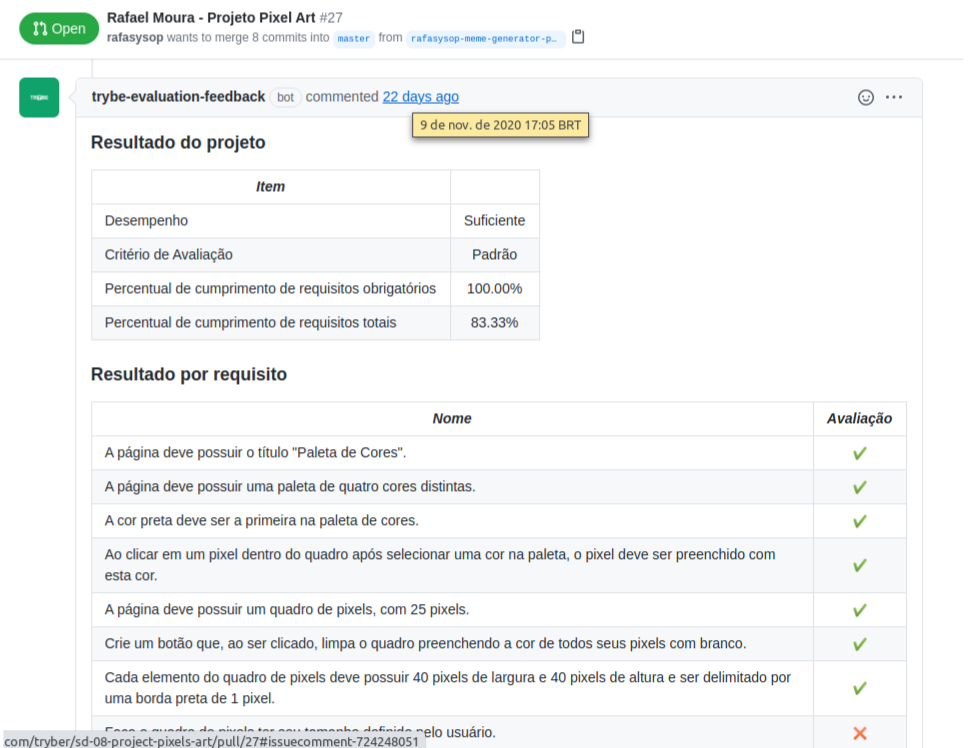 Open
Rafael Moura - Projeto Pixel Art #27
rafasysop wants to merge 8 commits into master from rafasysop-meme-generator-p…
TRYBE
trybe-evaluation-feedback bot commented 22 days ago
9 de nov. de 2020 17:05 BRT
Resultado do projeto
Item
Desempenho Suficiente
Critério de Avaliação Padrão
Percentual de cumprimento de requisitos obrigatórios 100.00%
Percentual de cumprimento de requisitos totais 83.33%
Resultado por requisito
Nome Avaliação
A página deve possuir o título "Paleta de Cores".
A página deve possuir uma paleta de quatro cores distintas.
A cor preta deve ser a primeira na paleta de cores.
Ao clicar em um pixel dentro do quadro após selecionar uma cor na paleta, o pixel deve ser preenchido com
esta cor.
A página deve possuir um quadro de pixels, com 25 pixels.
Crie um botão que, ao ser clicado, limpa o quadro preenchendo a cor de todos seus pixels com branco.
Cada elemento do quadro de pixels deve possuir 40 pixels de largura e 40 pixels de altura e ser delimitado por
uma borda preta de 1 pixel.
Faça o quadro de pixels ter seu tamanho definido pelo usuário.
com/tryber/sd-08-project-pixels-art/pull/27#issuecomment-724248051